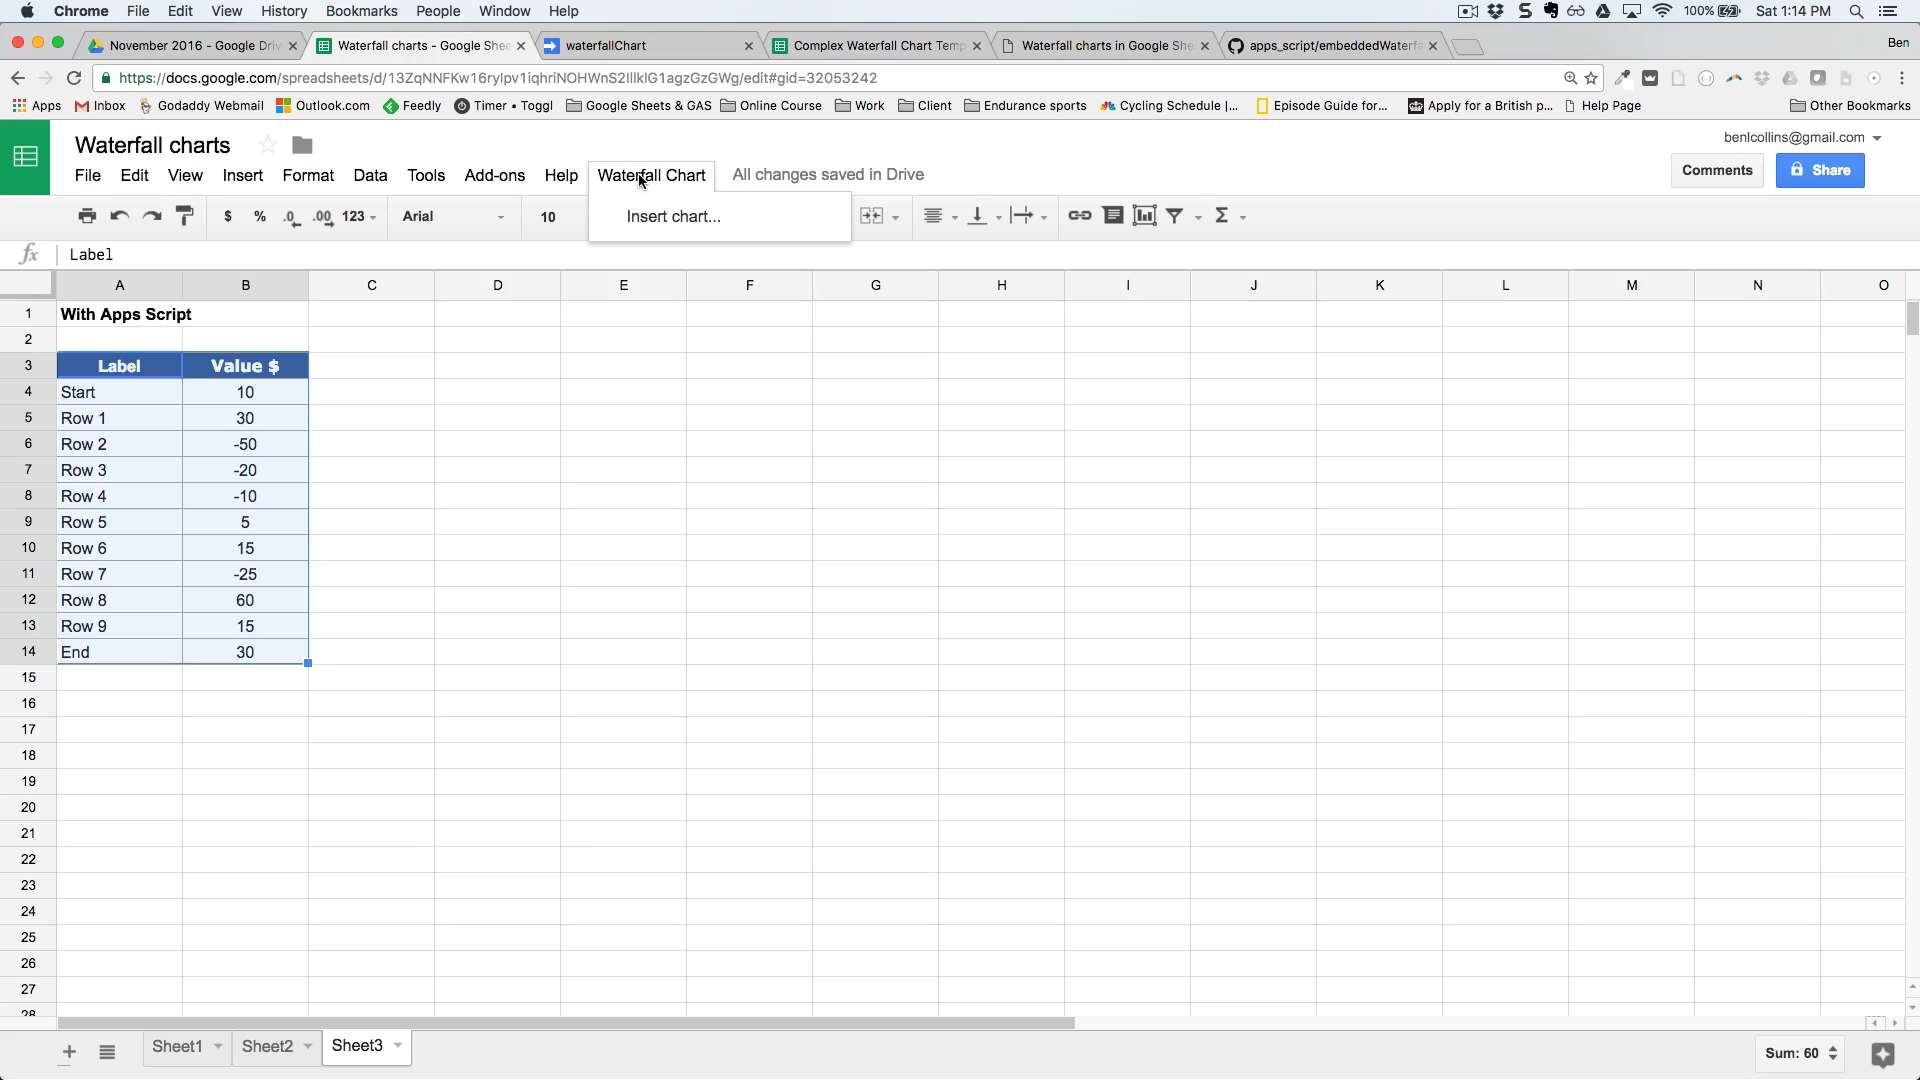 Chrome File Edit View History Bookmarks People Window Help 100% Sat 1:14 PM
November 2016 - Google Driv Waterfall charts - Google Shee waterfallChart Complex Waterfall Chart Temp Waterfall charts in Google She apps_script/embeddedWaterfa Ben
https://docs.google.com/spreadsheets/d/13ZqNNFKw16rylpv1iqhriNOHWnS2IllklG1agzGzGWg/edit#gid=32053242
Apps Inbox Godaddy Webmail Outlook.com Feedly Timer • Toggl Google Sheets & GAS Online Course Work Client Endurance sports Cycling Schedule |... Episode Guide for... Apply for a British p... Help Page Other Bookmarks
Waterfall charts benlcollins@gmail.com
File Edit View Insert Format Data Tools Add-ons Help Waterfall Chart All changes saved in Drive Comments Share
$ % .0 .00 123 Arial 10 Insert chart... Σ
fx Label
A B C D E F G H I J K L M N O
1 With Apps Script
2
3 Label Value $
4 Start 10
5 Row 1 30
6 Row 2 -50
7 Row 3 -20
8 Row 4 -10
9 Row 5 5
10 Row 6 15
11 Row 7 -25
12 Row 8 60
13 Row 9 15
14 End 30
15
16
17
18
19
20
21
22
23
24
25
26
27
28
Sheet1 Sheet2 Sheet3 Sum: 60